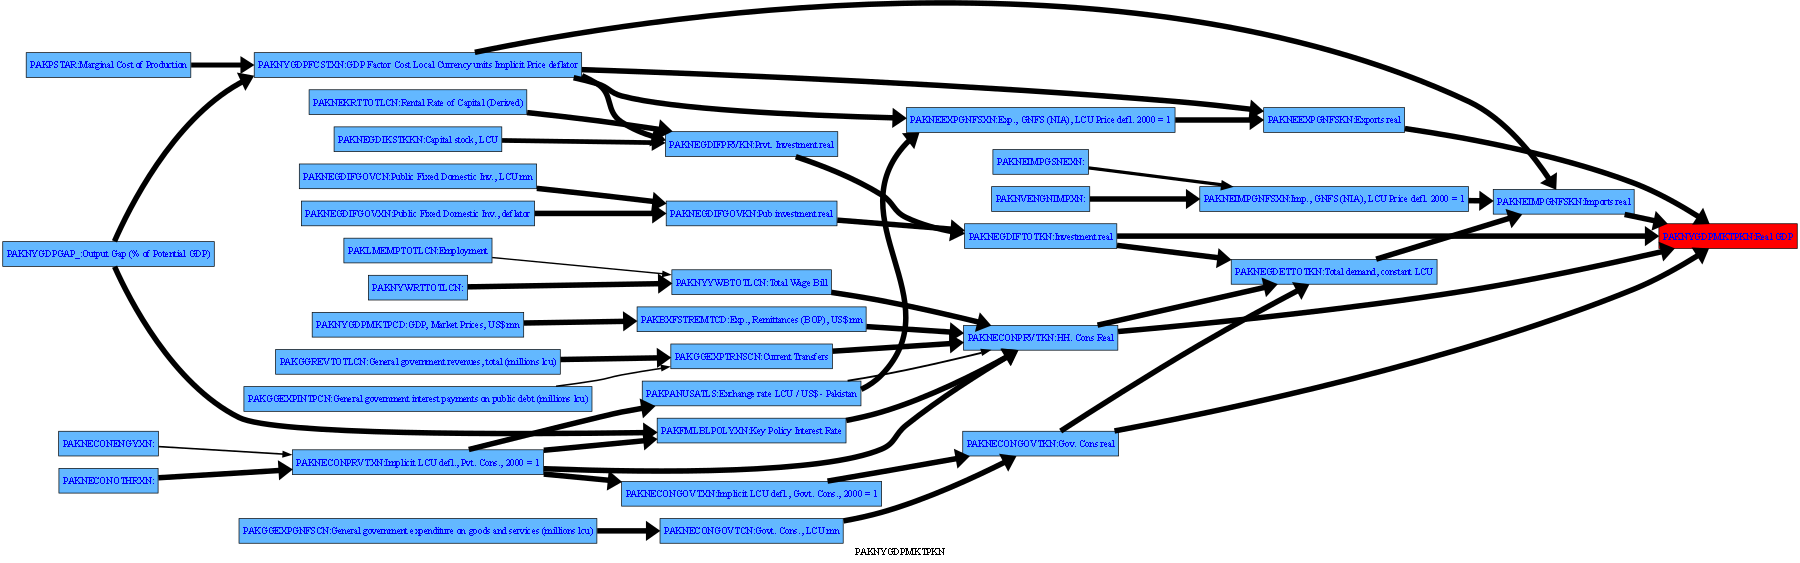 PAKPSTAR:Marginal Cost of Production
PAKNYGDPFCSTXN:GDP Factor Cost Local Currency units Implicit Price deflator
PAKNEKRTTOTLCN:Rental Rate of Capital (Derived)
PAKNEEXPGNFSXN:Exp., GNFS (NIA), LCU Price defl. 2000 = 1
PAKNEEXPGNFSKN:Exports real
PAKNEGDIKSTKKN:Capital stock, LCU
PAKNEGDIFPRVKN:Prvt. Investment real
PAKNEIMPGSNEXN:
PAKNEGDIFGOVCN:Public Fixed Domestic Inv., LCU mn
PAKNVENGNIMPXN:
PAKNEIMPGNFSXN:Imp., GNFS (NIA), LCU Price defl. 2000 = 1
PAKNEIMPGNFSKN:Imports real
PAKNEGDIFGOVXN:Public Fixed Domestic Inv., deflator
PAKNEGDIFGOVKN:Pub investment real
PAKNEGDIFTOTKN:Investment real
PAKNYGDPMKTPKN:Real GDP
PAKNYGDPGAP_:Output Gap (% of Potential GDP)
PAKLMEMPTOTLCN:Employment
PAKNEGDETTOTKN:Total demand, constant LCU
PAKNYWRTTOTLCN:
PAKNYYWBTOTLCN:Total Wage Bill
PAKNYGDPMKTPCD:GDP, Market Prices, US$ mn
PAKBXFSTREMTCD:Exp., Remittances (BOP), US$ mn
PAKNECONPRVTKN:HH. Cons Real
PAKGGREVTOTLCN:General government revenues, total (millions lcu)
PAKGGEXPTRNSCN:Current Transfers
PAKGGEXPINTPCN:General government interest payments on public debt (millions lcu)
PAKPANUSATLS:Exchange rate LCU / US$ - Pakistan
PAKFMLBLPOLYXN:Key Policy Interest Rate
PAKNECONENGYXN:
PAKNECONGOVTKN:Gov. Cons real
PAKNECONPRVTXN:Implicit LCU defl., Pvt. Cons., 2000 = 1
PAKNECONOTHRXN:
PAKNECONGOVTXN:Implicit LCU defl., Govt. Cons., 2000 = 1
PAKGGEXPGNFSCN:General government expenditure on goods and services (millions lcu)
PAKNECONGOVTCN:Govt. Cons., LCU mn
PAKNYGDPMKTPKN